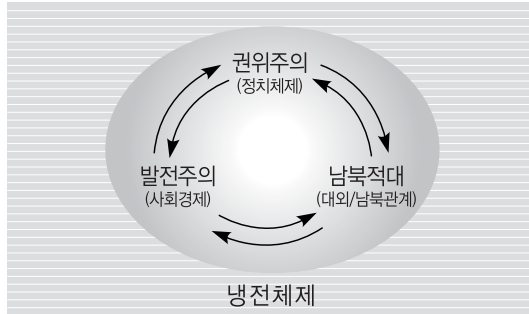 권위주의
(정치체제)
발전주의
(사회경제)
남북적대
(대외/남북관계)
냉전체제